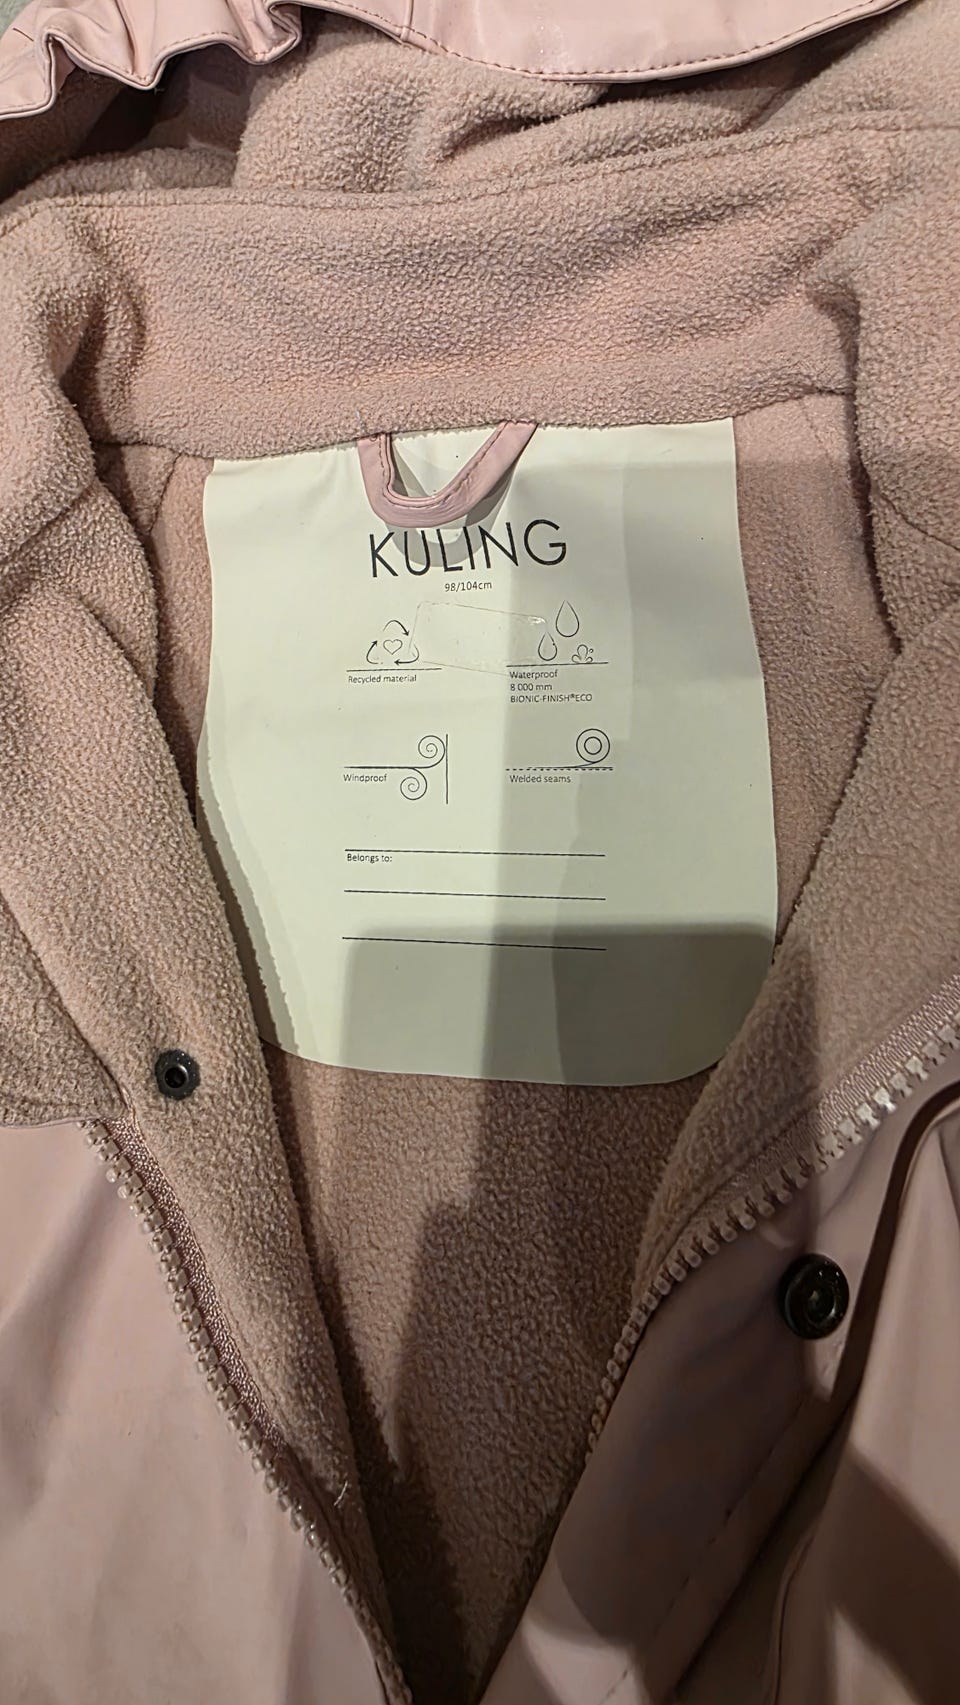 KULING
98/104cm
Recycled material
Waterproof
8 000 mm
BIONIC-FINISH®ECO
Windproof
Welded seams
Belongs to: